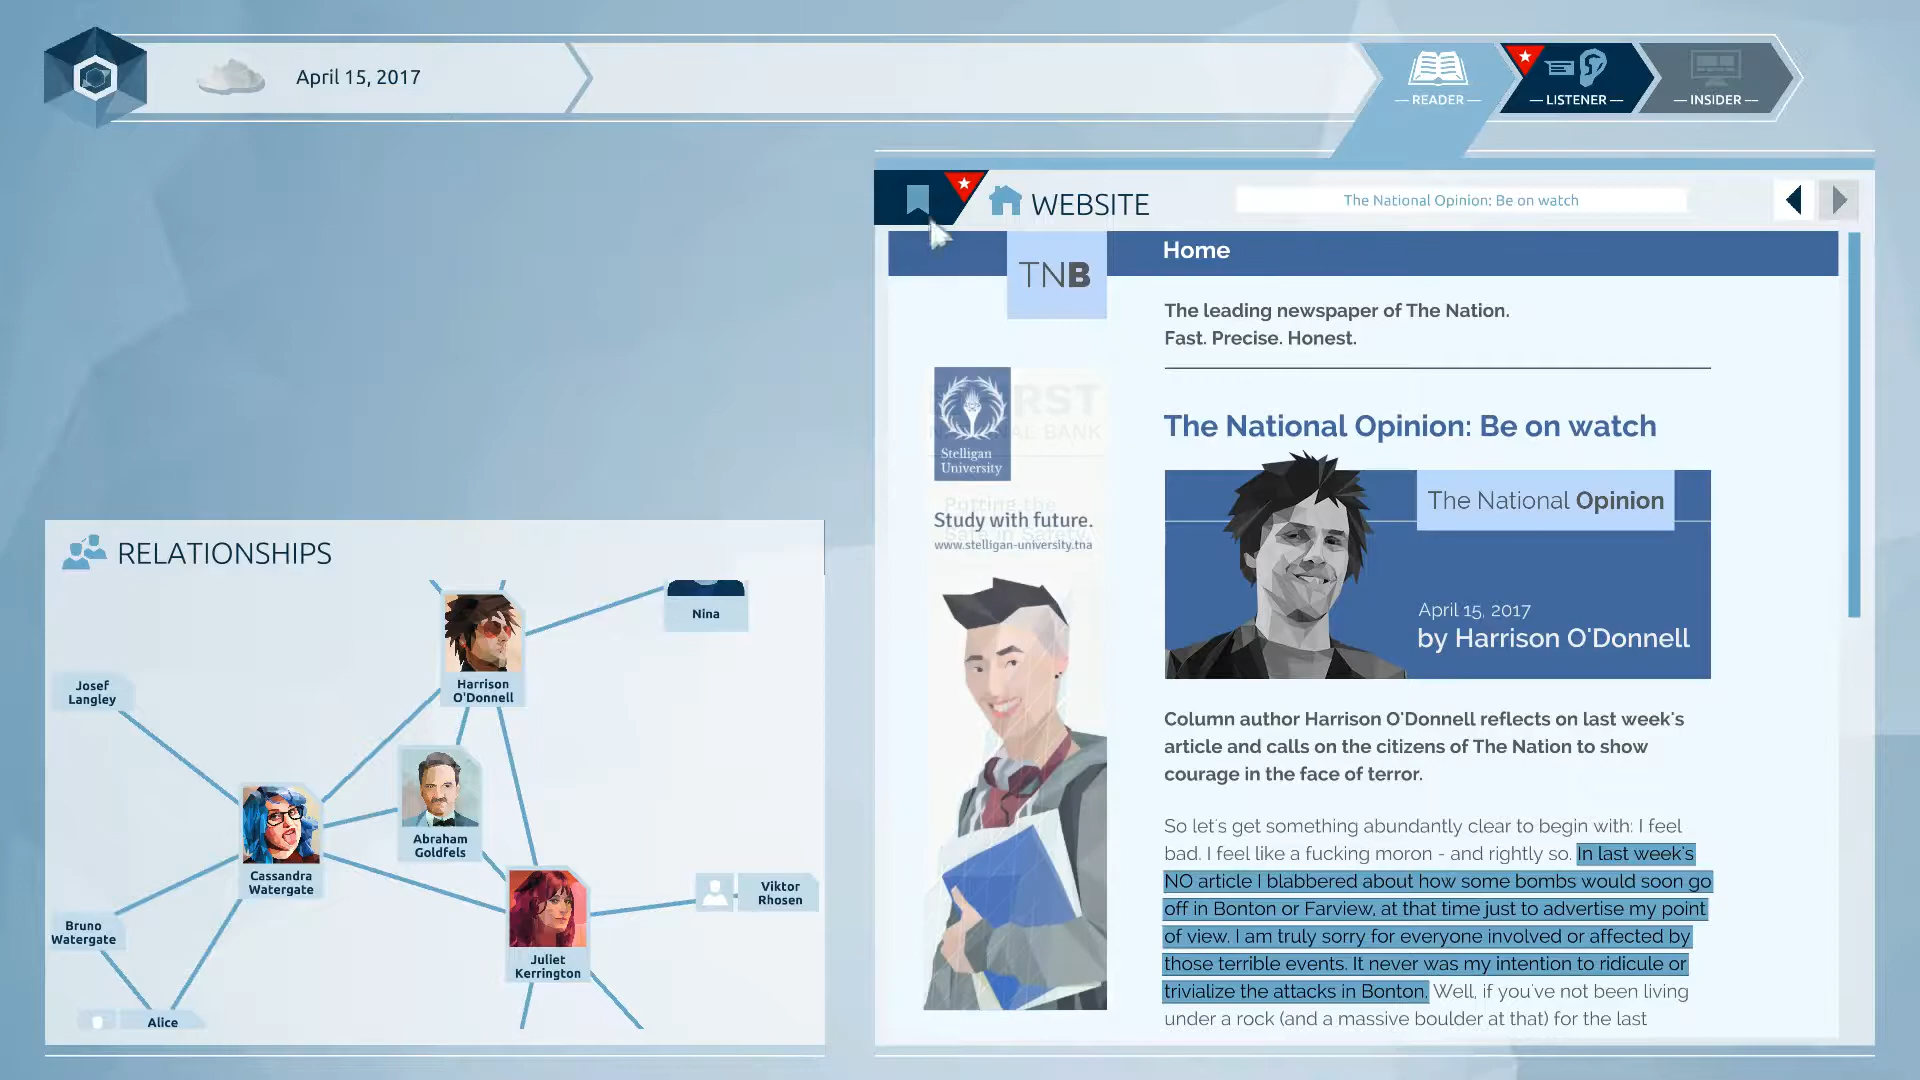 April 15, 2017
READER
LISTENER
INSIDER
WEBSITE
The National Opinion: Be on watch
TNB
Home
The leading newspaper of The Nation.
Fast. Precise. Honest.
Stelligan
University
Putting the
Study with future.
Safe in Safety.
www.stelligan-university.tna
The National Opinion: Be on watch
The National Opinion
April 15, 2017
by Harrison O'Donnell
Column author Harrison O'Donnell reflects on last week's
article and calls on the citizens of The Nation to show
courage in the face of terror.
So let's get something abundantly clear to begin with: I feel
bad. I feel like a fucking moron - and rightly so. In last week's
NO article I blabbered about how some bombs would soon go
off in Bonton or Farview, at that time just to advertise my point
of view. I am truly sorry for everyone involved or affected by
those terrible events. It never was my intention to ridicule or
trivialize the attacks in Bonton. Well, if you've not been living
under a rock (and a massive boulder at that) for the last
RELATIONSHIPS
Nina
Harrison
O'Donnell
Josef
Langley
Abraham
Goldfels
Cassandra
Watergate
Viktor
Rhosen
Bruno
Watergate
Juliet
Kerrington
Alice